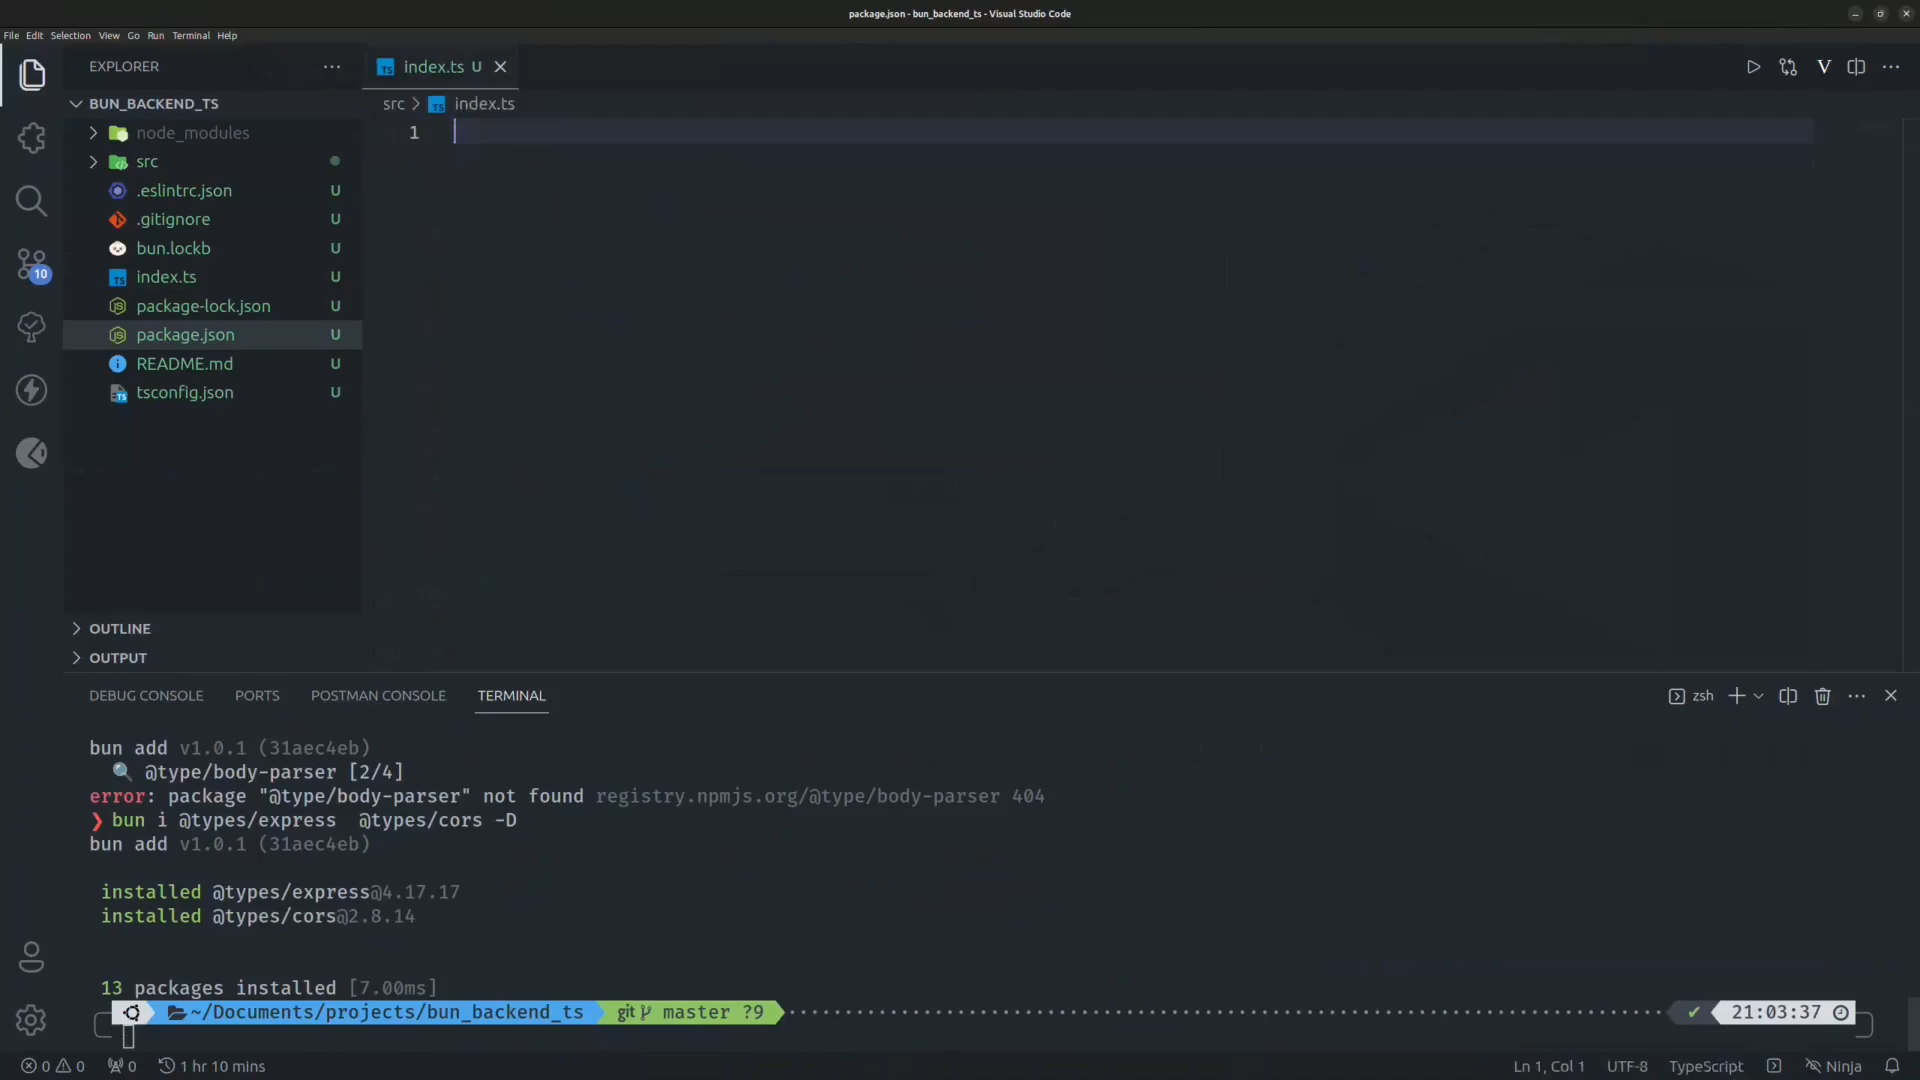 package.json - bun_backend_ts - Visual Studio Code
File Edit Selection View Go Run Terminal Help
EXPLORER
index.ts U
BUN_BACKEND_TS
src > index.ts
node_modules
1
src
.eslintrc.json U
.gitignore U
bun.lockb U
index.ts U
10
package-lock.json U
package.json U
README.md U
tsconfig.json U
OUTLINE
OUTPUT
DEBUG CONSOLE PORTS POSTMAN CONSOLE TERMINAL
zsh
bun add v1.0.1 (31aec4eb)
@type/body-parser [2/4]
error: package "@type/body-parser" not found registry.npmjs.org/@type/body-parser 404
❯ bun i @types/express  @types/cors -D
bun add v1.0.1 (31aec4eb)
installed @types/express@4.17.17
installed @types/cors@2.8.14
13 packages installed [7.00ms]
~/Documents/projects/bun_backend_ts git master ?9 ✔ 21:03:37
0 0 0 1 hr 10 mins Ln 1, Col 1 UTF-8 TypeScript Ninja